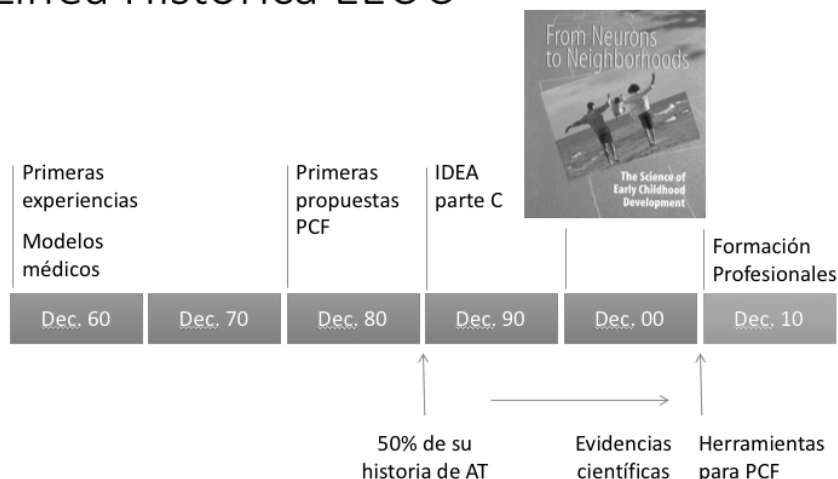 Línea Histórica EEUU
From Neurons
to Neighborhoods
The Science of
Early Childhood
Development
Primeras
experiencias
Modelos
médicos
Primeras
propuestas
PCF
IDEA
parte C
Formación
Profesionales
Dec. 60
Dec. 70
Dec. 80
Dec. 90
Dec. 00
Dec. 10
50% de su
historia de AT
Evidencias
científicas
Herramientas
para PCF